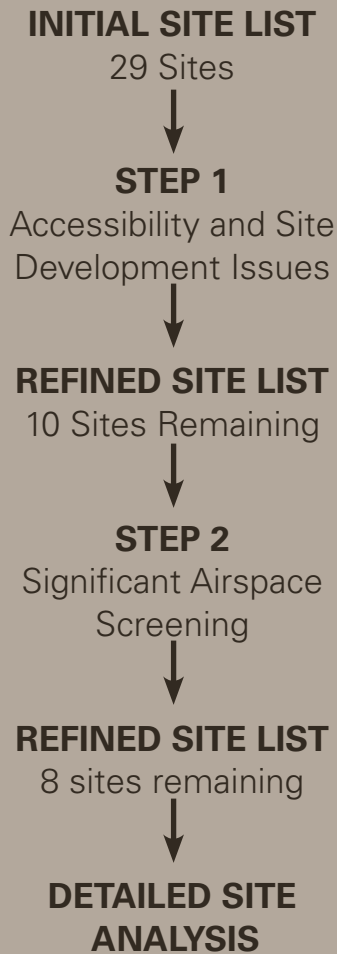 INITIAL SITE LIST
29 Sites
STEP 1
Accessibility and Site
Development Issues
REFINED SITE LIST
10 Sites Remaining
STEP 2
Significant Airspace
Screening
REFINED SITE LIST
8 sites remaining
DETAILED SITE
ANALYSIS